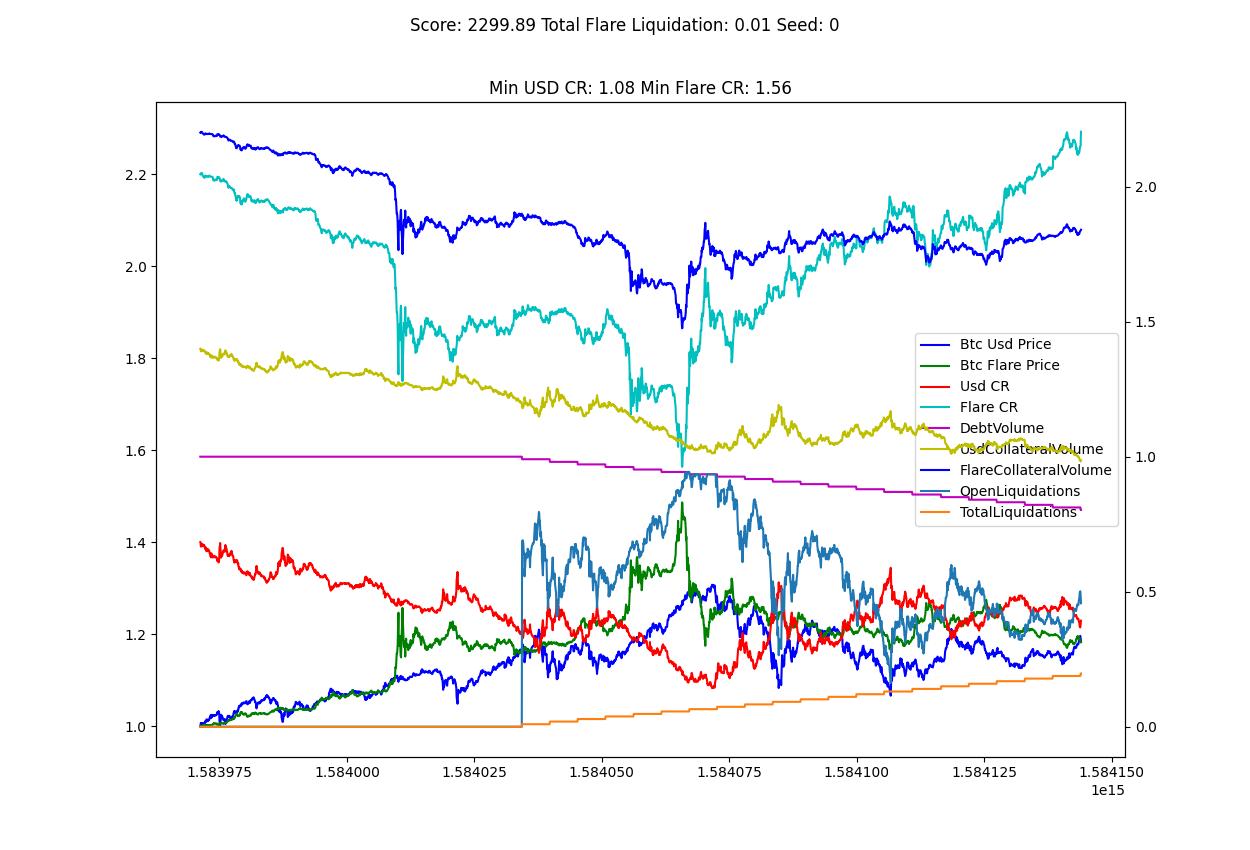 Score: 2299.89 Total Flare Liquidation: 0.01 Seed: 0
Min USD CR: 1.08 Min Flare CR: 1.56
2.2
2.0
1.8
1.6
1.4
1.2
1.0
2.0
1.5
1.0
0.5
0.0
Btc Usd Price
Btc Flare Price
Usd CR
Flare CR
DebtVolume
UsdCollateralVolume
FlareCollateralVolume
OpenLiquidations
TotalLiquidations
1.583975 1.584000 1.584025 1.584050 1.584075 1.584100 1.584125 1.584150
1e15